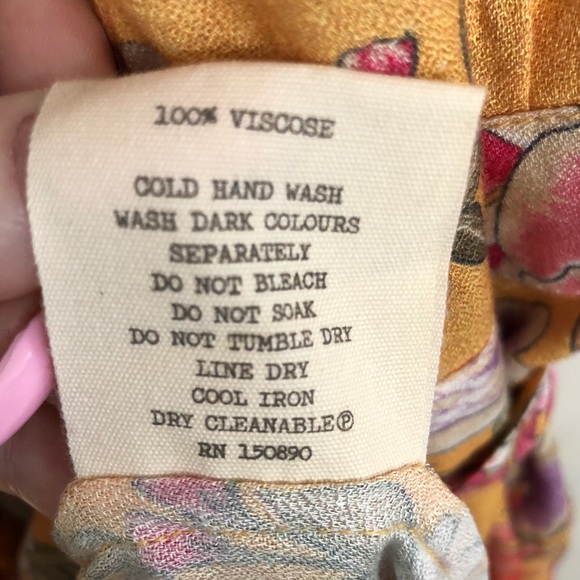 100% VISCOSE
COLD HAND WASH
WASH DARK COLOURS
SEPARATELY
DO NOT BLEACH
DO NOT SOAK
DO NOT TUMBLE DRY
LINE DRY
COOL IRON
DRY CLEANABLE Ⓟ
RN 150890